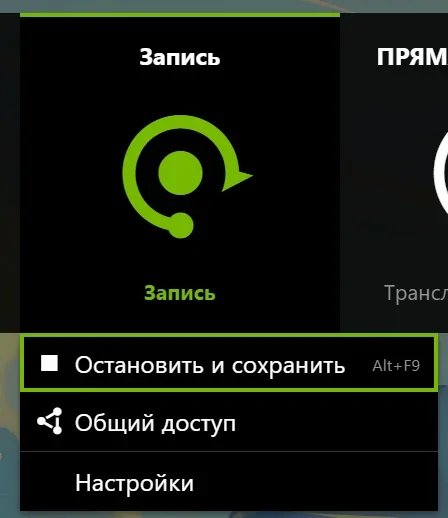 Запись
ПРЯМ
Запись
Трансл
Остановить и сохранить Alt+F9
Общий доступ
Настройки